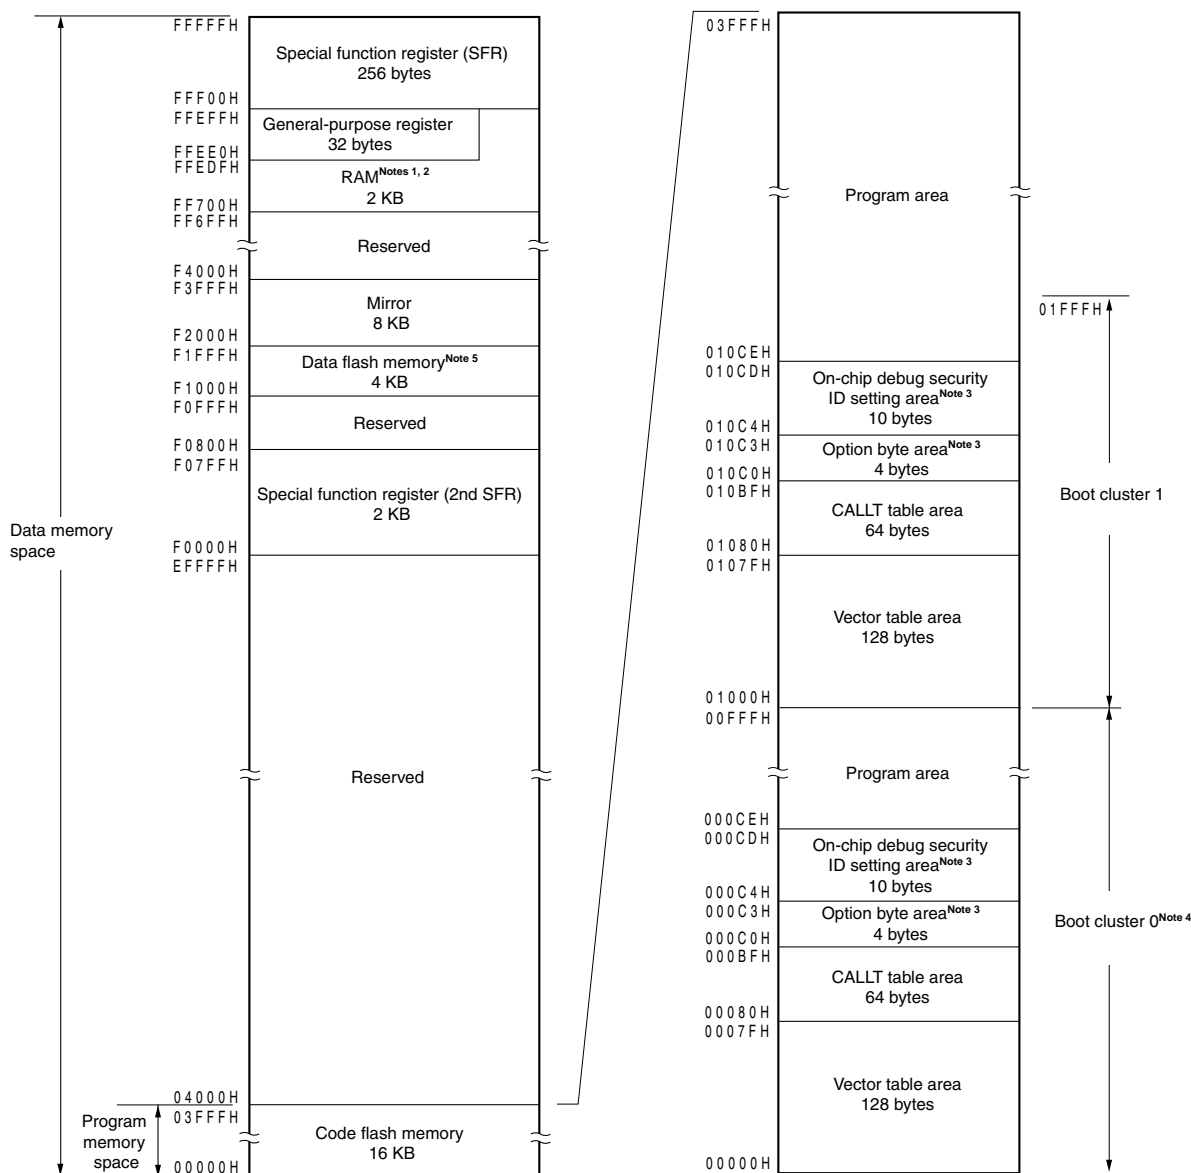 FFFFFH
Special function register (SFR)
256 bytes
FFF00H
FFEFFH
General-purpose register
32 bytes
FFEE0H
FFEDFH
RAMNotes 1, 2
2 KB
FF700H
FF6FFH
Reserved
F4000H
F3FFFH
Mirror
8 KB
F2000H
F1FFFH
Data flash memoryNote 5
4 KB
F1000H
F0FFFH
Reserved
F0800H
F07FFH
Special function register (2nd SFR)
2 KB
Data memory
space
F0000H
EFFFFH
Reserved
04000H
03FFFH
Program
memory
space
Code flash memory
16 KB
00000H
03FFFH
Program area
01FFFH
010CEH
010CDH
On-chip debug security
ID setting areaNote 3
10 bytes
010C4H
010C3H
Option byte areaNote 3
4 bytes
010C0H
010BFH
Boot cluster 1
CALLT table area
64 bytes
01080H
0107FH
Vector table area
128 bytes
01000H
00FFFH
Program area
000CEH
000CDH
On-chip debug security
ID setting areaNote 3
10 bytes
000C4H
000C3H
Option byte areaNote 3
4 bytes
Boot cluster 0Note 4
000C0H
000BFH
CALLT table area
64 bytes
00080H
0007FH
Vector table area
128 bytes
00000H